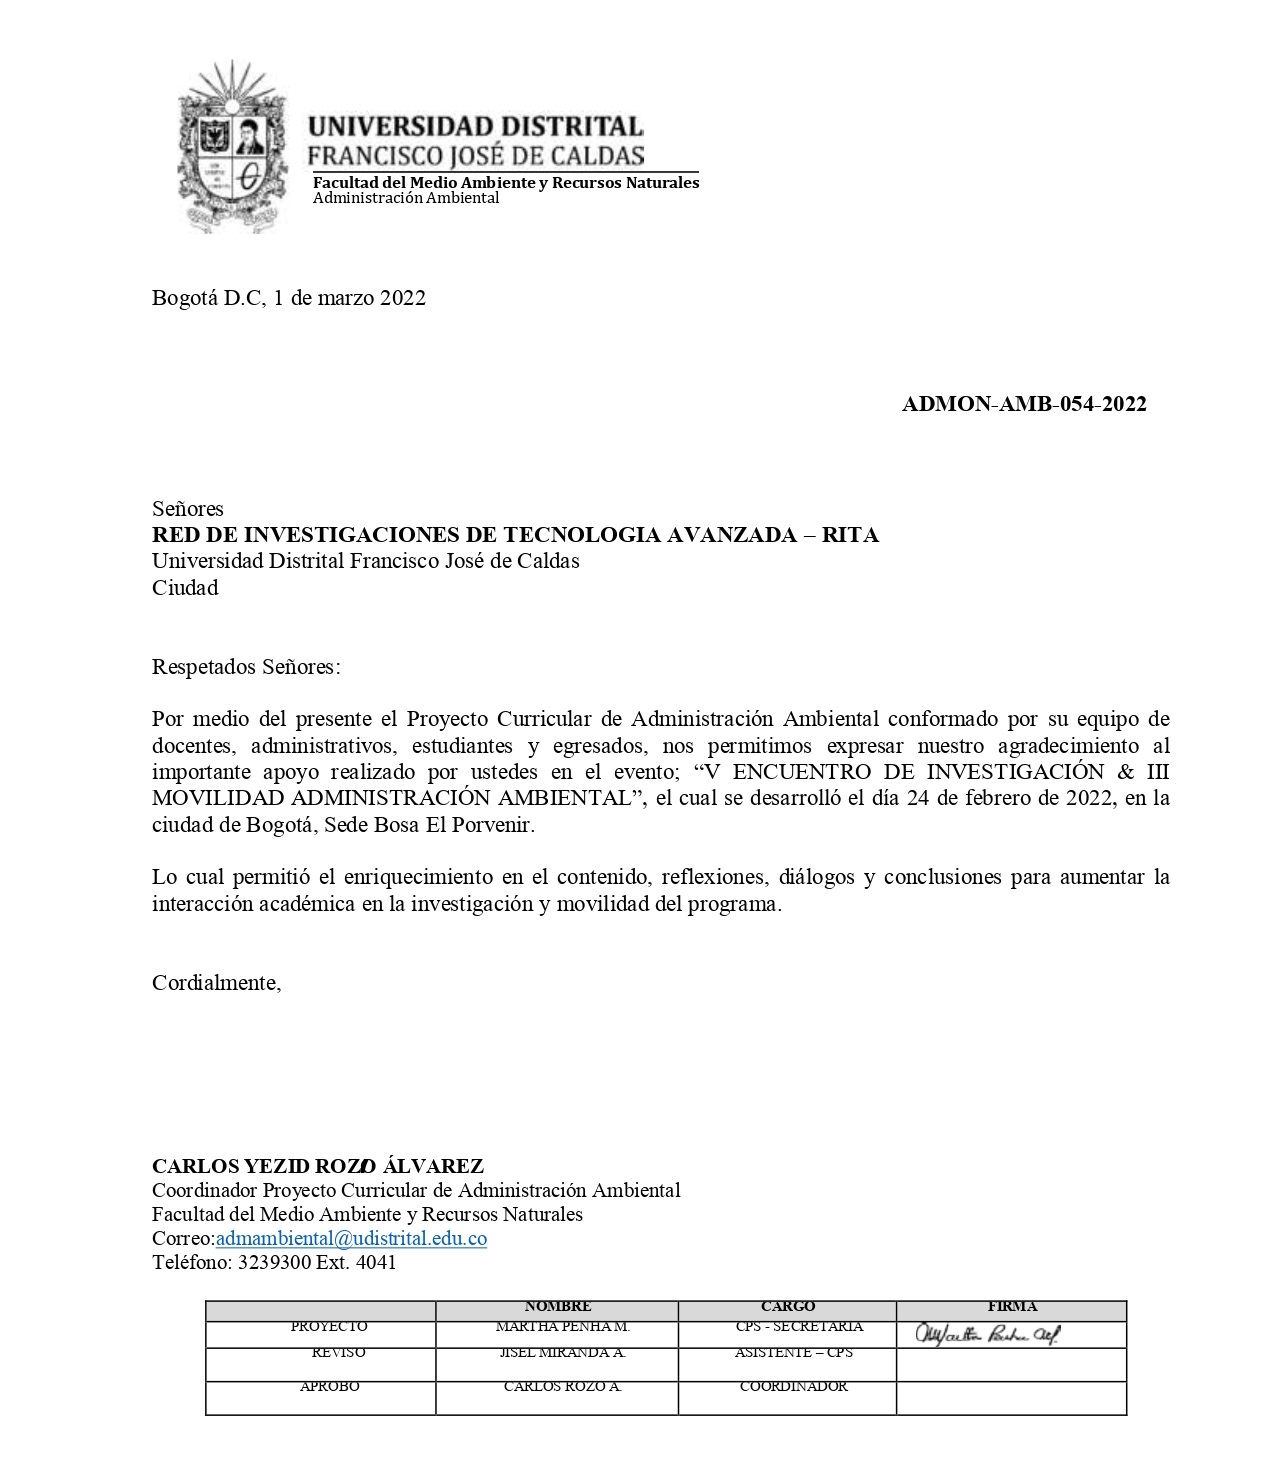 UNIVERSIDAD DISTRITAL
FRANCISCO JOSÉ DE CALDAS
Facultad del Medio Ambiente y Recursos Naturales
Administración Ambiental
Bogotá D.C, 1 de marzo 2022
ADMON-AMB-054-2022
Señores
RED DE INVESTIGACIONES DE TECNOLOGIA AVANZADA – RITA
Universidad Distrital Francisco José de Caldas
Ciudad
Respetados Señores:
Por medio del presente el Proyecto Curricular de Administración Ambiental conformado por su equipo de
docentes, administrativos, estudiantes y egresados, nos permitimos expresar nuestro agradecimiento al
importante apoyo realizado por ustedes en el evento; “V ENCUENTRO DE INVESTIGACIÓN & III
MOVILIDAD ADMINISTRACIÓN AMBIENTAL”, el cual se desarrolló el día 24 de febrero de 2022, en la
ciudad de Bogotá, Sede Bosa El Porvenir.
Lo cual permitió el enriquecimiento en el contenido, reflexiones, diálogos y conclusiones para aumentar la
interacción académica en la investigación y movilidad del programa.
Cordialmente,
CARLOS YEZID ROZO ÁLVAREZ
Coordinador Proyecto Curricular de Administración Ambiental
Facultad del Medio Ambiente y Recursos Naturales
Correo:admambiental@udistrital.edu.co
Teléfono: 3239300 Ext. 4041
NOMBRE CARGO FIRMA
PROYECTO MARTHA PENHA M. CPS - SECRETARIA
REVISO JISEL MIRANDA A. ASISTENTE – CPS
APROBO CARLOS ROZO A. COORDINADOR